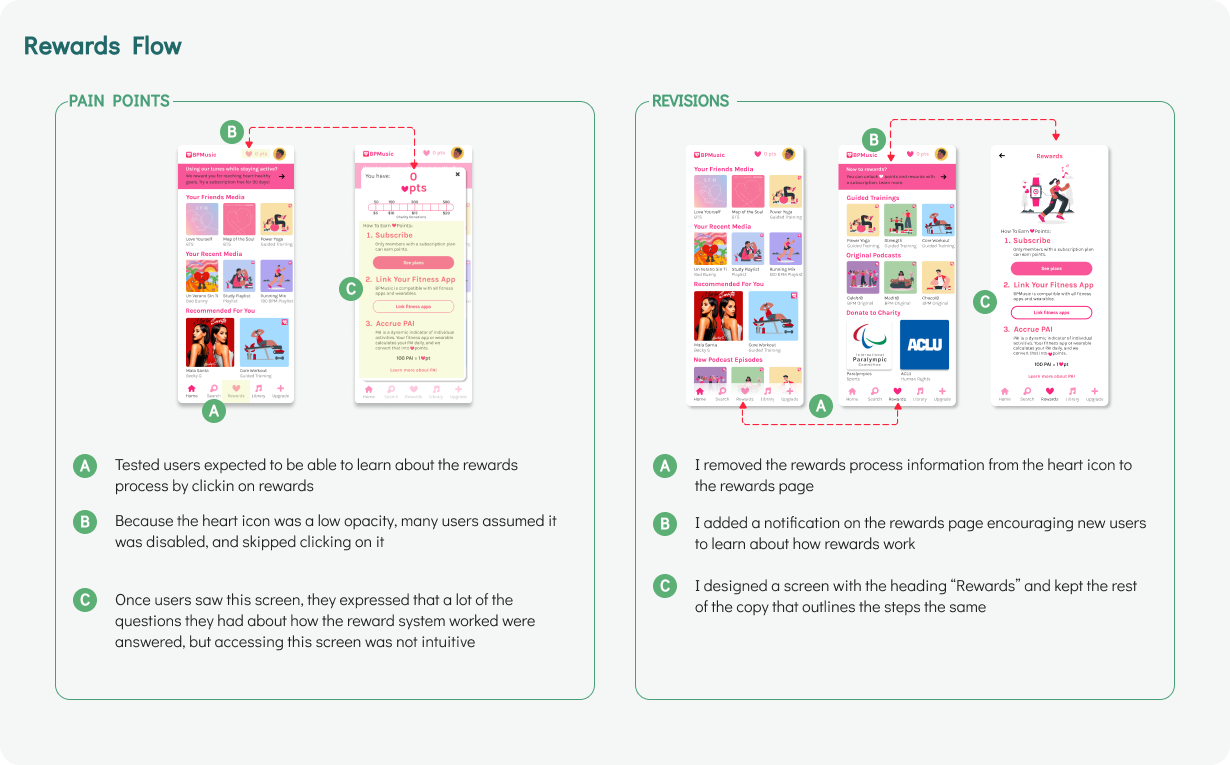 Rewards Flow
PAIN POINTS
B
BPMusic
0 pts
Using our tunes while staying active?
We reward you for reaching heart healthy
goals. Try a subscription free for 30 days!
Your Friends Media
Love Yourself
BTS
Map of the Soul
BTS
Power Yoga
Guided Training
Your Recent Media
Un Verano Sin Ti
Bad Bunny
Study Playlist
Playlist
Running Mix
180 BPM Playlist
Recommended For You
Mala Santa
Becky G
Core Workout
Guided Training
Home
Search
Rewards
Library
Upgrade
A
BPMusic
0 pts
You have:
0
pts
$0
$10
$20
Charity Donations
How To Earn Points:
1. Subscribe
Only members with a subscription plan
can earn points.
See plans
C
2. Link Your Fitness App
BPMusic is compatible with all fitness
apps and wearables.
Link fitness apps
3. Accrue PAI
PAI is a dynamic indicator of individual
activities. Your fitness app or wearable
calculates your PAI daily, and we
convert that into points.
100 PAI = 1 pt
Learn more about PAI
Home
Search
Rewards
Library
Upgrade
A
Tested users expected to be able to learn about the rewards
process by clickin on rewards
B
Because the heart icon was a low opacity, many users assumed it
was disabled, and skipped clicking on it
C
Once users saw this screen, they expressed that a lot of the
questions they had about how the reward system worked were
answered, but accessing this screen was not intuitive
REVISIONS
BPMusic
0 pts
Your Friends Media
Love Yourself
BTS
Map of the Soul
BTS
Power Yoga
Guided Training
Your Recent Media
Un Verano Sin Ti
Bad Bunny
Study Playlist
Playlist
Running Mix
180 BPM Playlist
Recommended For You
Mala Santa
Becky G
Core Workout
Guided Training
New Podcast Episodes
Home
Search
Rewards
Library
Upgrade
A
B
BPMusic
0 pts
New to rewards?
You can unlock events and rewards with
a subscription. Learn more
Guided Trainings
Power Yoga
Guided Training
Strength
Guided Training
Core Workout
Guided Training
Original Podcasts
BPM Original
BPM Original
BPM Original
Donate to Charity
International
Paralympic
Committee
ACLU
Paralympics
Sports
ACLU
Human Rights
Home
Search
Rewards
Library
Upgrade
Rewards
How To Earn Points:
1. Subscribe
Only members with a subscription plan
can earn points.
See plans
2. Link Your Fitness App
BPMusic is compatible with all fitness
apps and wearables.
C
Link fitness apps
3. Accrue PAI
PAI is a dynamic indicator of individual
activities. Your fitness app or wearable
calculates your PAI daily, and we
convert that into points.
100 PAI = 1 pt
Learn more about PAI
Home
Search
Rewards
Library
Upgrade
A
I removed the rewards process information from the heart icon to
the rewards page
B
I added a notification on the rewards page encouraging new users
to learn about how rewards work
C
I designed a screen with the heading “Rewards” and kept the rest
of the copy that outlines the steps the same